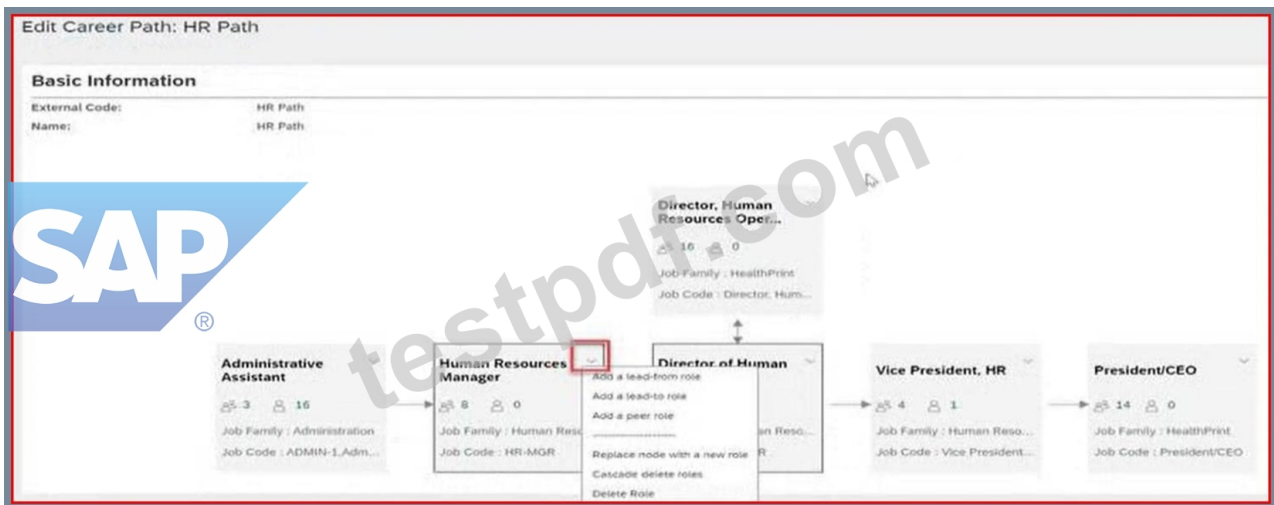 Edit Career Path: HR Path
Basic Information
External Code: HR Path
Name: HR Path
SAP
®
testpdf.com
Director, Human
Resources Oper...
16 0
Job Family : HealthPrint
Job Code : Director, Hum...
Administrative
Assistant
3 16
Job Family : Administration
Job Code : ADMIN-1,Adm...
Human Resources
Manager
8 0
Job Family : Human Reso
Job Code : HR-MGR
Add a lead-from role
Add a lead-to role
Add a peer role
--------------------
Replace node with a new role
Cascade delete roles
Delete Role
Director of Human
an Reso...
R
Vice President, HR
4 1
Job Family : Human Reso...
Job Code : Vice President...
President/CEO
14 0
Job Family : HealthPrint
Job Code : President/CEO